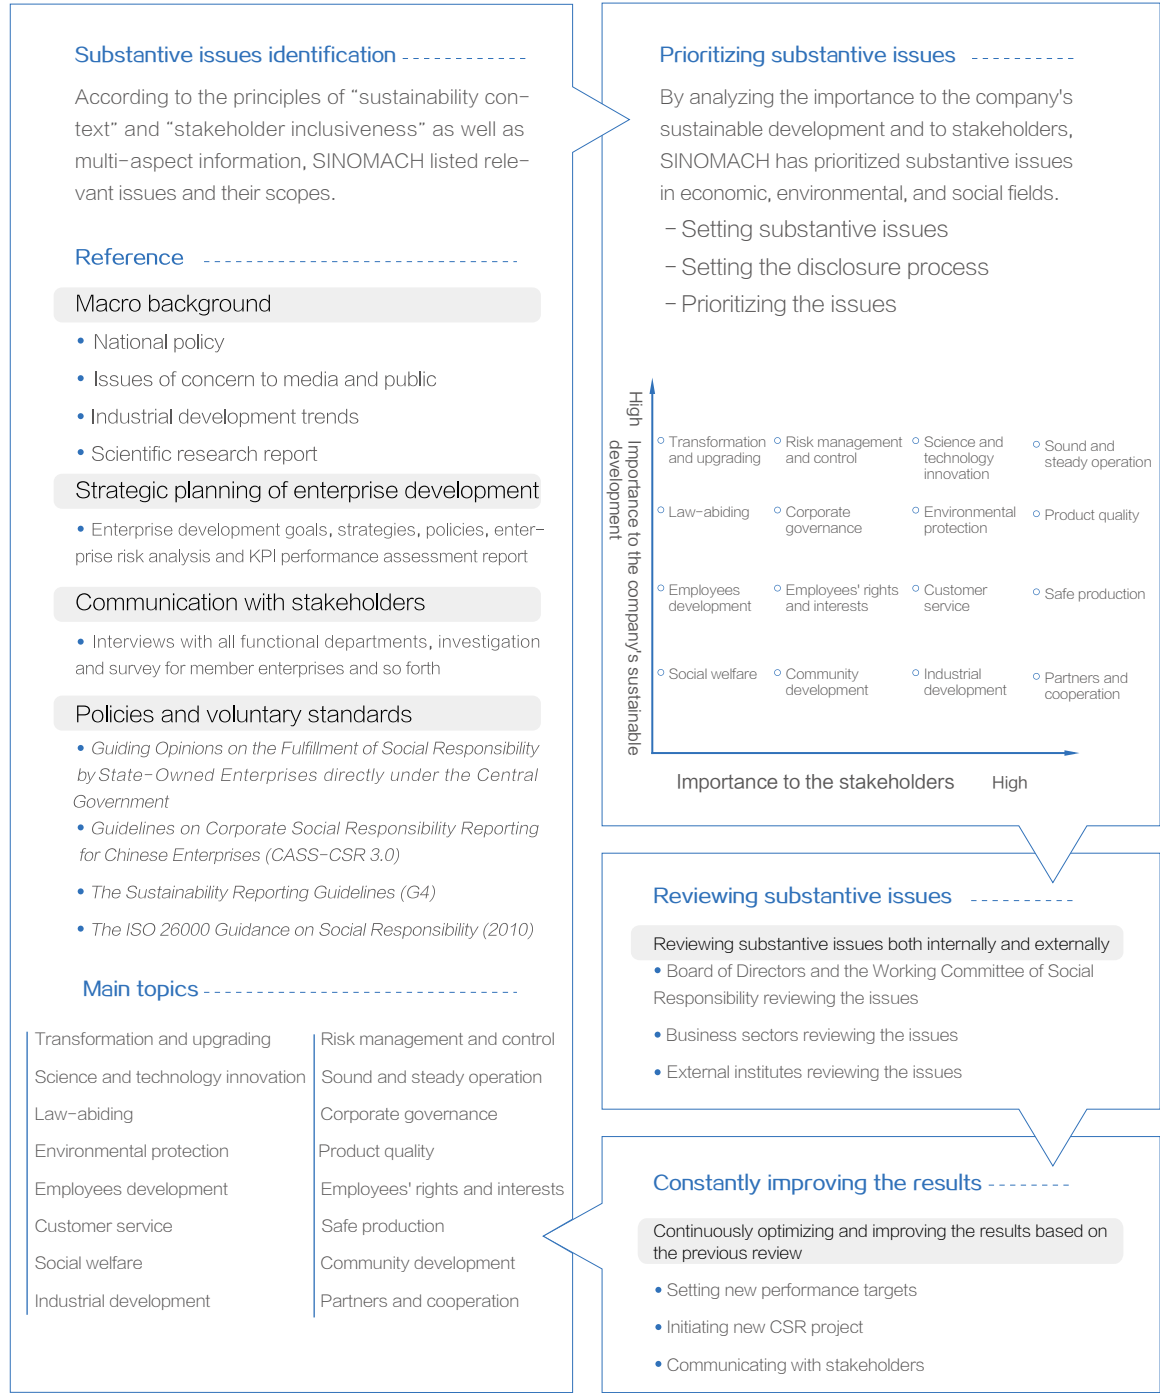 Substantive issues identification
According to the principles of “sustainability con-
text” and “stakeholder inclusiveness” as well as
multi-aspect information, SINOMACH listed rele-
vant issues and their scopes.
Reference
Macro background
• National policy
• Issues of concern to media and public
• Industrial development trends
• Scientific research report
Strategic planning of enterprise development
• Enterprise development goals, strategies, policies, enter-
prise risk analysis and KPI performance assessment report
Communication with stakeholders
• Interviews with all functional departments, investigation
and survey for member enterprises and so forth
Policies and voluntary standards
• Guiding Opinions on the Fulfillment of Social Responsibility
by State-Owned Enterprises directly under the Central
Government
• Guidelines on Corporate Social Responsibility Reporting
for Chinese Enterprises (CASS-CSR 3.0)
• The Sustainability Reporting Guidelines (G4)
• The ISO 26000 Guidance on Social Responsibility (2010)
Main topics
Transformation and upgrading
Science and technology innovation
Law-abiding
Environmental protection
Employees development
Customer service
Social welfare
Industrial development
Risk management and control
Sound and steady operation
Corporate governance
Product quality
Employees' rights and interests
Safe production
Community development
Partners and cooperation
Prioritizing substantive issues
By analyzing the importance to the company's
sustainable development and to stakeholders,
SINOMACH has prioritized substantive issues
in economic, environmental, and social fields.
- Setting substantive issues
- Setting the disclosure process
- Prioritizing the issues
High Importance to the company's sustainable
development
Transformation
and upgrading
Risk management
and control
Science and
technology
innovation
Sound and
steady operation
Law-abiding
Corporate
governance
Environmental
protection
Product quality
Employees
development
Employees' rights
and interests
Customer
service
Safe production
Social welfare
Community
development
Industrial
development
Partners and
cooperation
Importance to the stakeholders High
Reviewing substantive issues
Reviewing substantive issues both internally and externally
• Board of Directors and the Working Committee of Social
Responsibility reviewing the issues
• Business sectors reviewing the issues
• External institutes reviewing the issues
Constantly improving the results
Continuously optimizing and improving the results based on
the previous review
• Setting new performance targets
• Initiating new CSR project
• Communicating with stakeholders